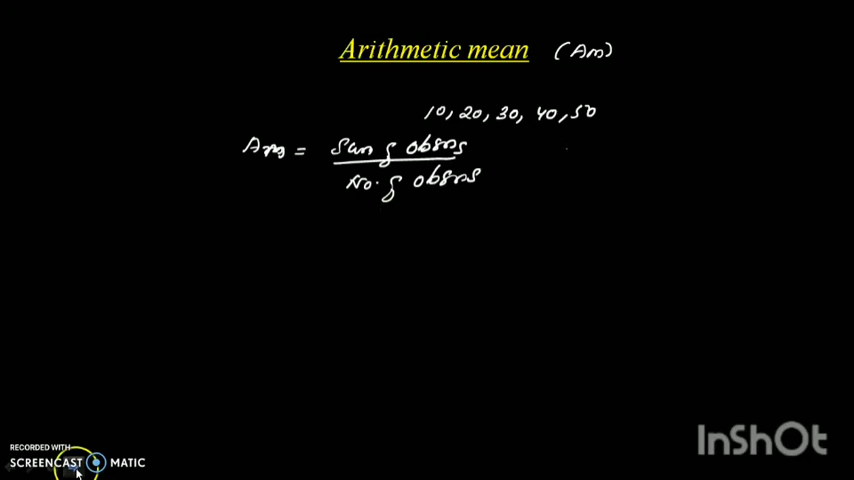 Arithmetic mean (Am)
10, 20, 30, 40, 50
Am = Sum of obsns
No. of obsns
RECORDED WITH
SCREENCAST MATIC
InShOt